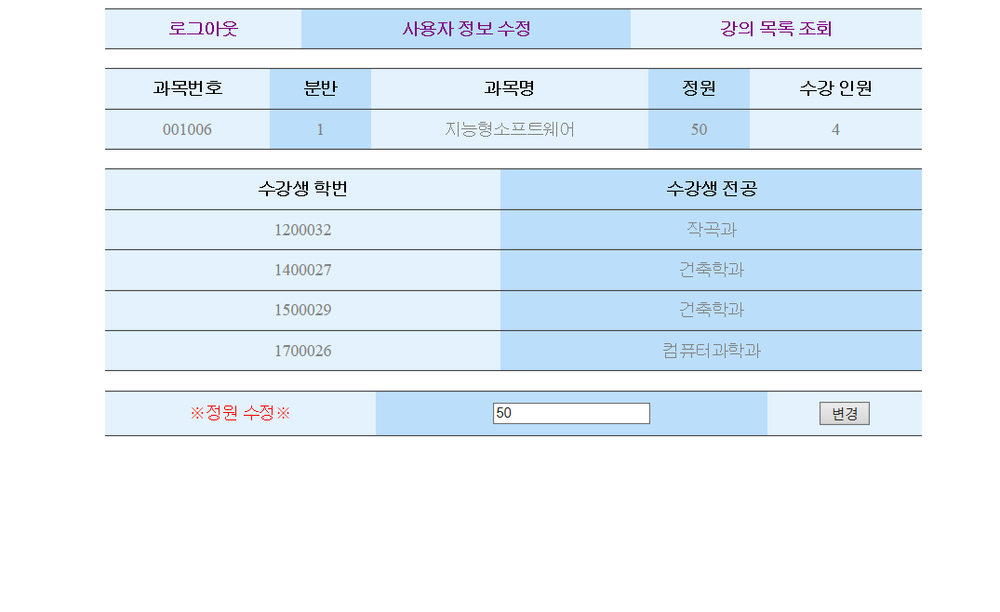 로그아웃 사용자 정보 수정 강의 목록 조회
과목번호 분반 과목명 정원 수강 인원
001006 1 지능형소프트웨어 50 4
수강생 학번 수강생 전공
1200032 작곡과
1400027 건축학과
1500029 건축학과
1700026 컴퓨터과학과
※정원 수정※ 50 변경